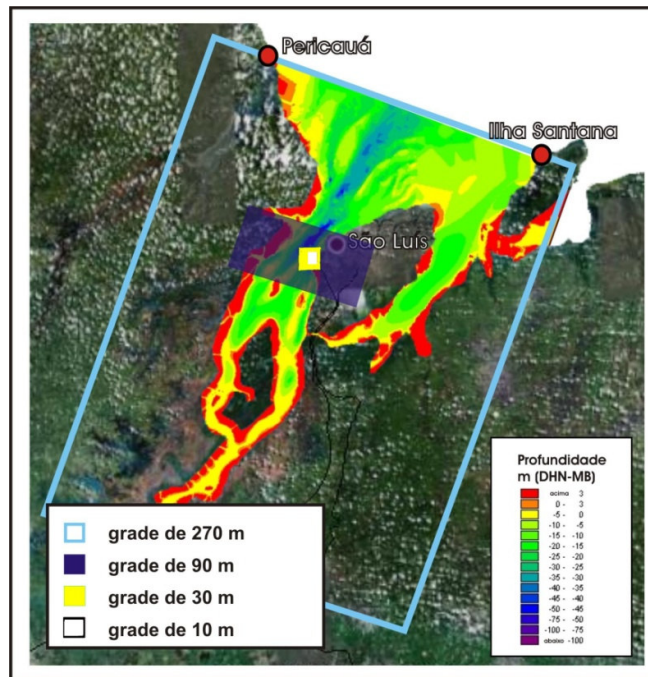 Pericauá
Ilha Santana
São Luís
Profundidade
m (DHN-MB)
acima 3
0 - 3
-5 - 0
-10 - -5
-15 - -10
-20 - -15
-25 - -20
-30 - -25
-35 - -30
-40 - -35
-45 - -40
-50 - -45
-75 - -50
-100 - -75
abaixo -100
grade de 270 m
grade de 90 m
grade de 30 m
grade de 10 m